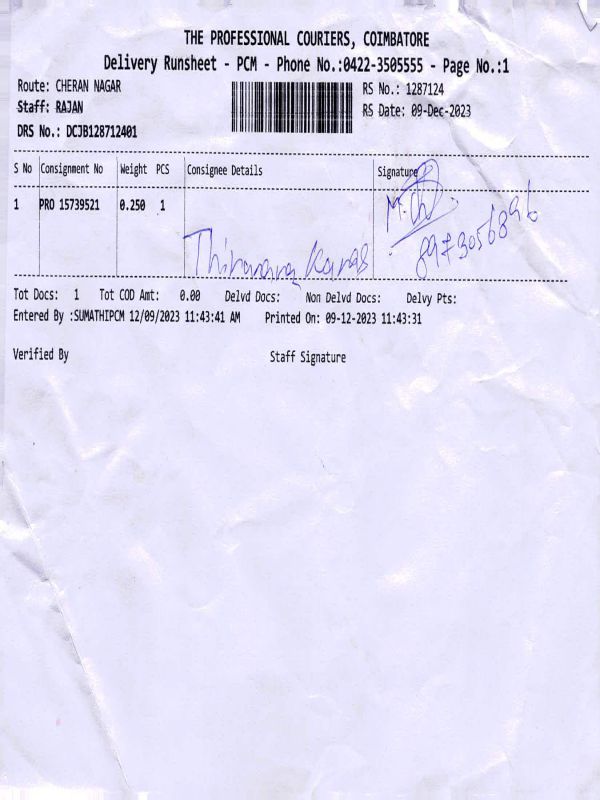 THE PROFESSIONAL COURIERS, COIMBATORE
Delivery Runsheet - PCM - Phone No.:0422-3505555 - Page No.:1
Route: CHERAN NAGAR RS No.: 1287124
Staff: RAJAN RS Date: 09-Dec-2023
DRS No.: DCJB128712401
S No Consignment No Weight PCS Consignee Details Signature
1 PRO 15739521 0.250 1
8973056896
Tot Docs: 1 Tot COD Amt: 0.00 Delvd Docs: Non Delvd Docs: Delvy Pts:
Entered By :SUMATHIPCM 12/09/2023 11:43:41 AM Printed On: 09-12-2023 11:43:31
Verified By Staff Signature